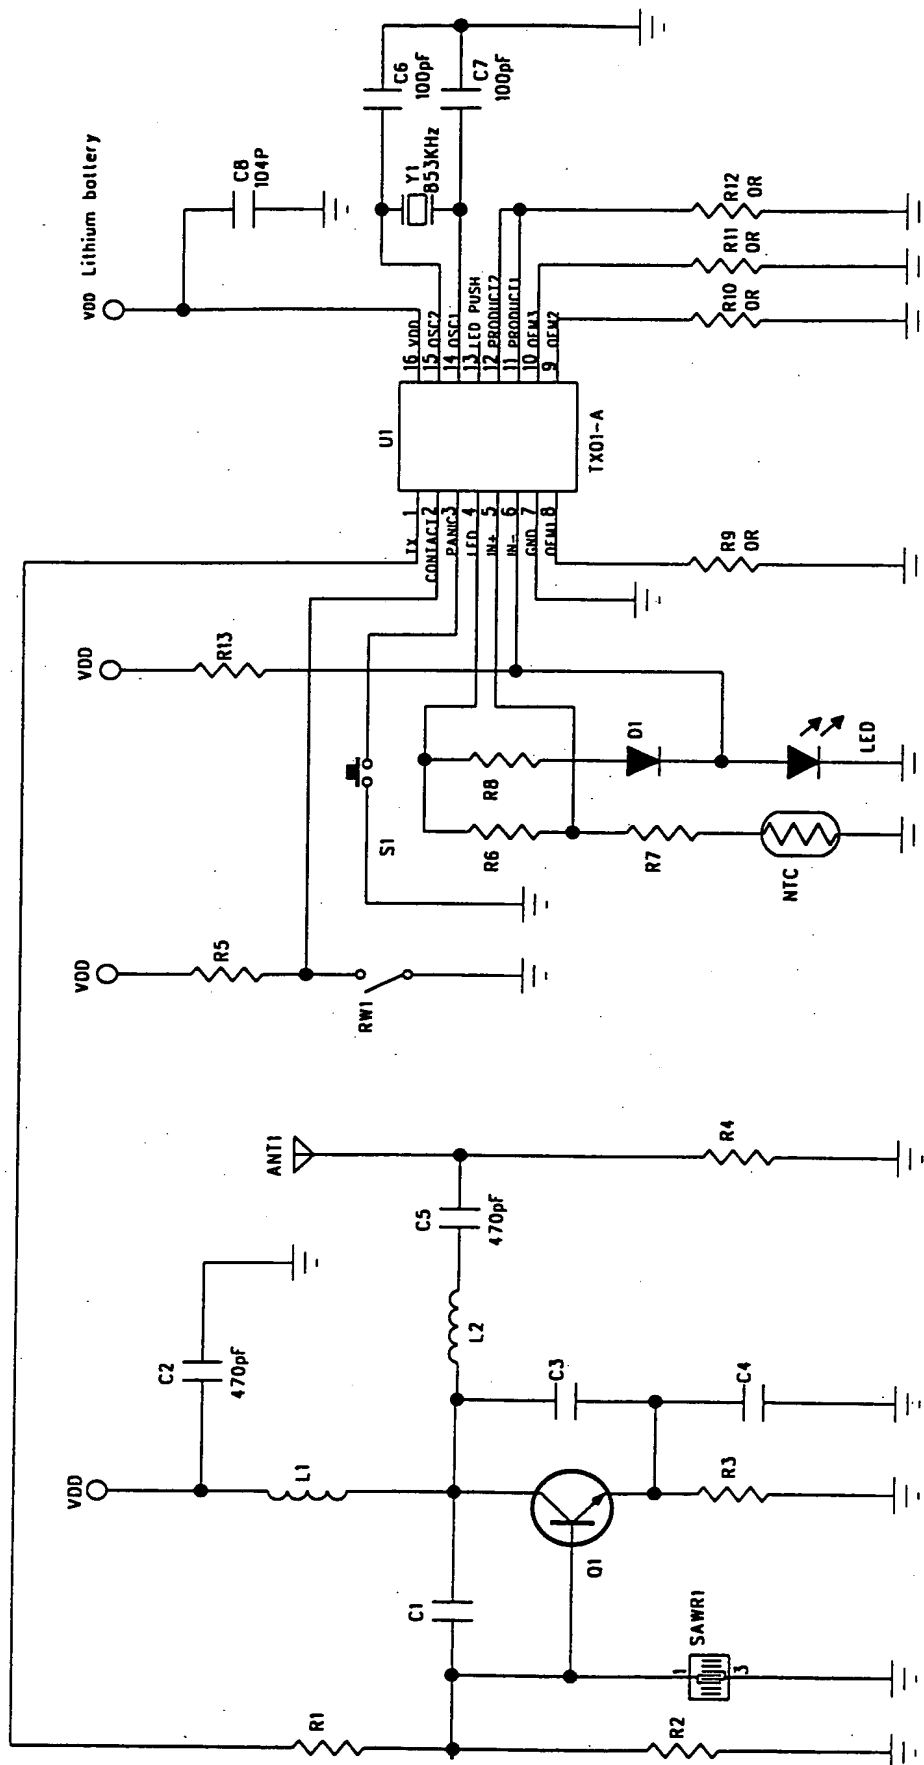 VDD Lithium battery
C8
104P
C6
100pF
C7
100pF
Y1
853KHz
U1
TX01-A
16 VDD
15 OSC2
14 OSC1
13 LED PUSH
12 PRODUCT2
11 PRODUCT1
10 OEM3
9 OEM2
1 TX
2 CONTACT
3 PANIC
4 LED
5 IN+
6 IN-
7 GND
8 OEM1
R12
0R
R11
0R
R10
0R
R9
0R
VDD
R13
S1
R8
D1
LED
R6
R7
NTC
VDD
R5
RW1
ANT1
C5
470pF
R4
L2
C2
470pF
VDD
L1
C3
C4
R3
Q1
C1
SAWR1
1
3
R1
R2